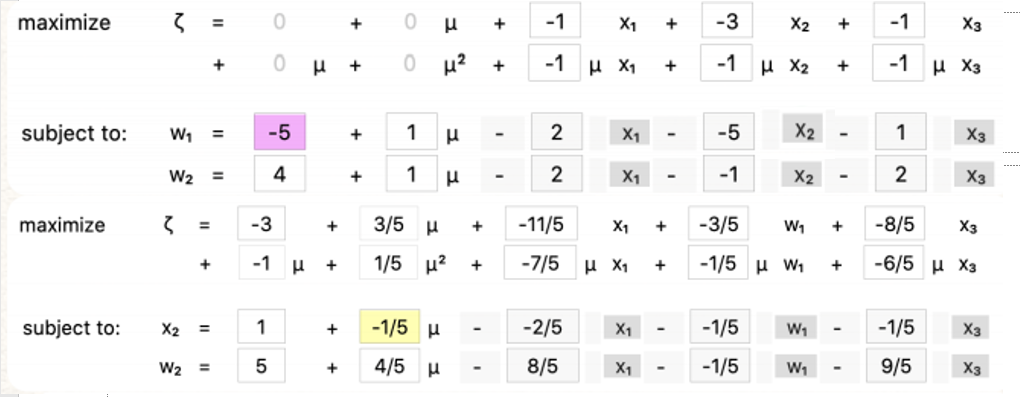 maximize ζ = 0 + 0 μ + -1 x₁ + -3 x₂ + -1 x₃
+ 0 μ + 0 μ² + -1 μ x₁ + -1 μ x₂ + -1 μ x₃
subject to: w₁ = -5 + 1 μ - 2 x₁ - -5 x₂ - 1 x₃
w₂ = 4 + 1 μ - 2 x₁ - -1 x₂ - 2 x₃
maximize ζ = -3 + 3/5 μ + -11/5 x₁ + -3/5 w₁ + -8/5 x₃
+ -1 μ + 1/5 μ² + -7/5 μ x₁ + -1/5 μ w₁ + -6/5 μ x₃
subject to: x₂ = 1 + -1/5 μ - -2/5 x₁ - -1/5 w₁ - -1/5 x₃
w₂ = 5 + 4/5 μ - 8/5 x₁ - -1/5 w₁ - 9/5 x₃